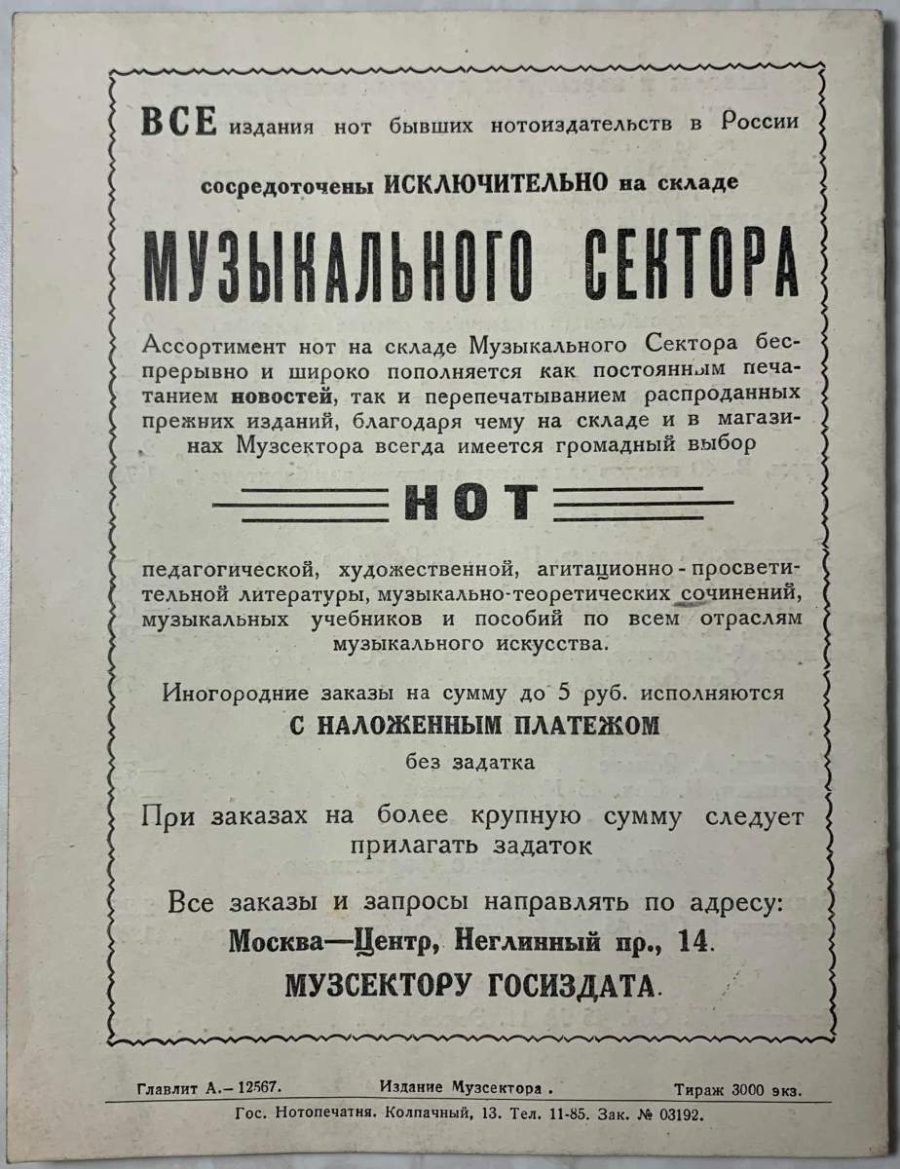 ВСЕ издания нот бывших нотоиздательств в России
сосредоточены ИСКЛЮЧИТЕЛЬНО на складе
МУЗЫКАЛЬНОГО СЕКТОРА
Ассортимент нот на складе Музыкального Сектора бес-
прерывно и широко пополняется как постоянным печа-
танием новостей, так и перепечатыванием распроданных
прежних изданий, благодаря чему на складе и в магази-
нах Музсектора всегда имеется громадный выбор
НОТ
педагогической, художественной, агитационно-просвети-
тельной литературы, музыкально-теоретических сочинений,
музыкальных учебников и пособий по всем отраслям
музыкального искусства.
Иногородние заказы на сумму до 5 руб. исполняются
С НАЛОЖЕННЫМ ПЛАТЕЖОМ
без задатка
При заказах на более крупную сумму следует
прилагать задаток
Все заказы и запросы направлять по адресу:
Москва—Центр, Неглинный пр., 14.
МУЗСЕКТОРУ ГОСИЗДАТА.
Главлит А.—12567. Издание Музсектора. Тираж 3000 экз.
Гос. Нотопечатня. Колпачный, 13. Тел. 11-85. Зак. № 03192.